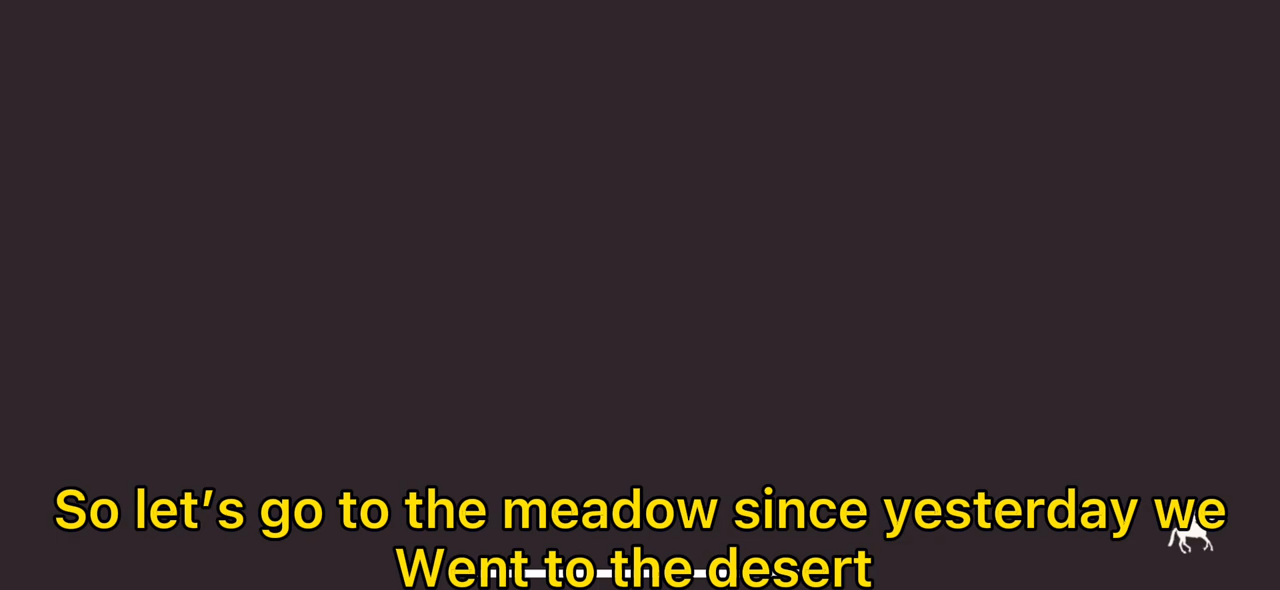 So let’s go to the meadow since yesterday we
Went to the desert